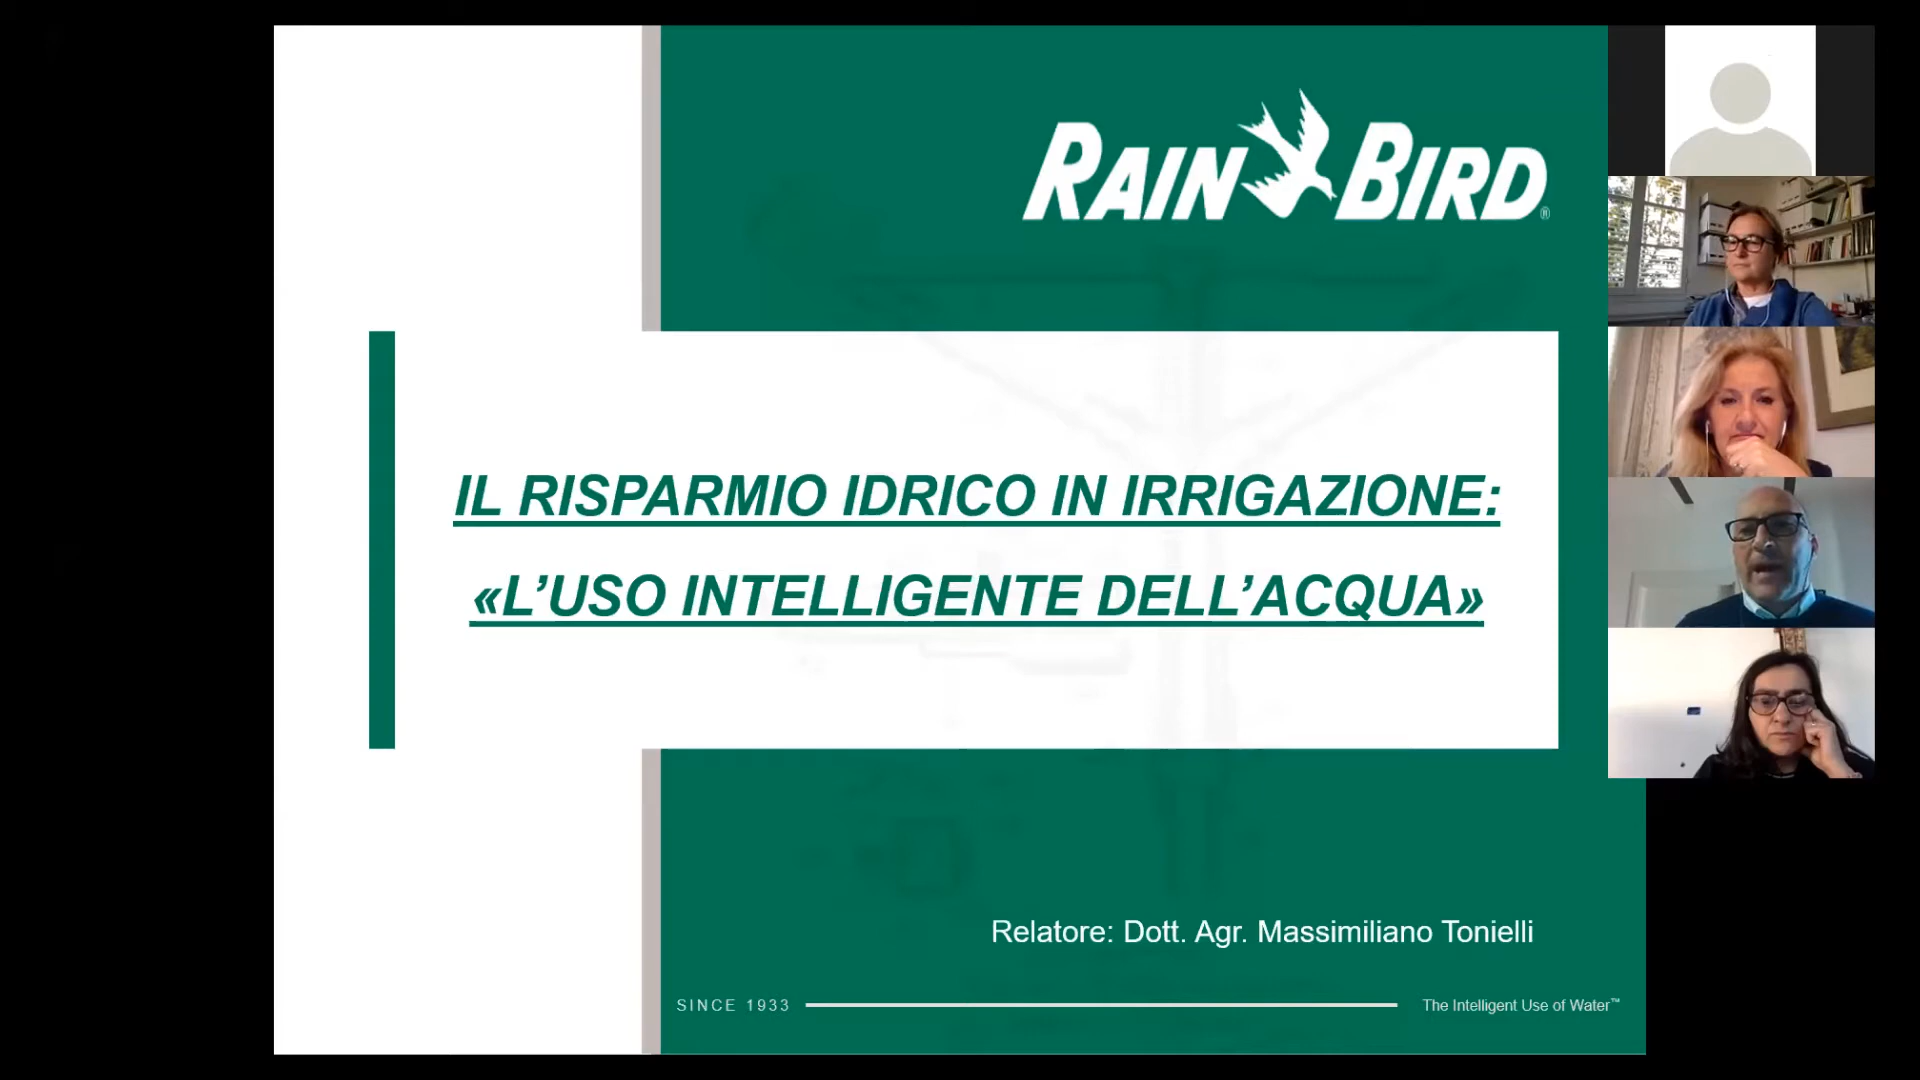 RAIN BIRD®
IL RISPARMIO IDRICO IN IRRIGAZIONE:
«L’USO INTELLIGENTE DELL’ACQUA»
Relatore: Dott. Agr. Massimiliano Tonielli
SINCE 1933
The Intelligent Use of Water™